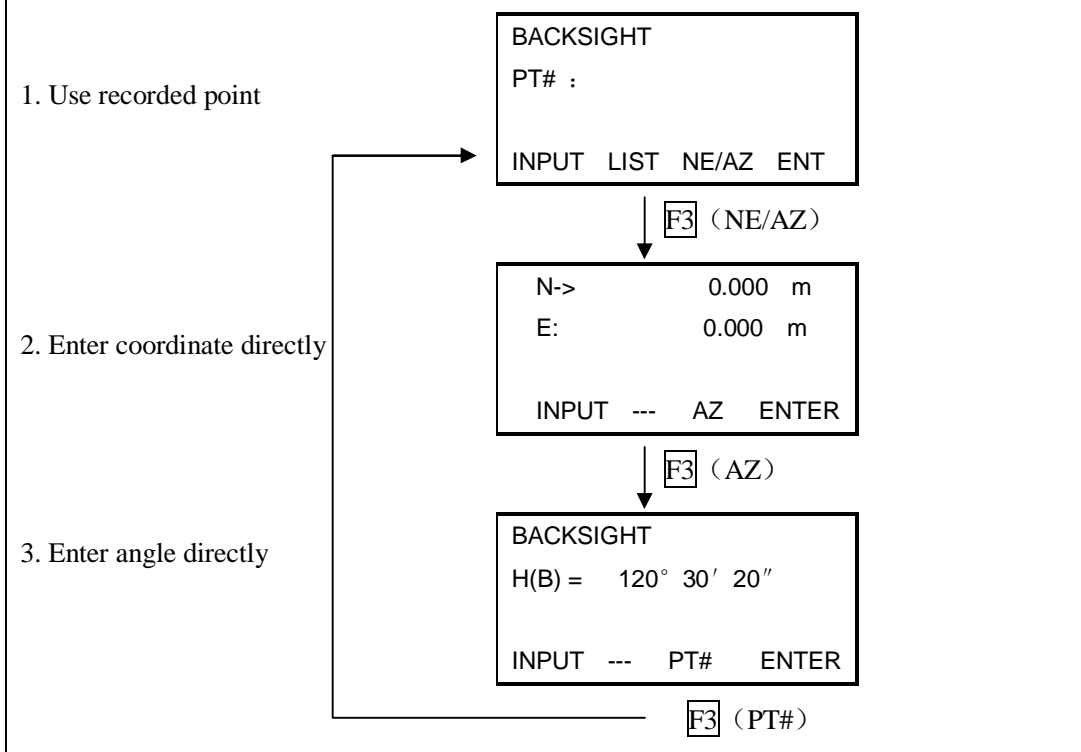 BACKSIGHT
PT# ：
1. Use recorded point
INPUT LIST NE/AZ ENT
F3（NE/AZ）
N-> 0.000 m
E: 0.000 m
2. Enter coordinate directly
INPUT --- AZ ENTER
F3（AZ）
BACKSIGHT
3. Enter angle directly
H(B) = 120° 30′ 20″
INPUT --- PT# ENTER
F3（PT#）